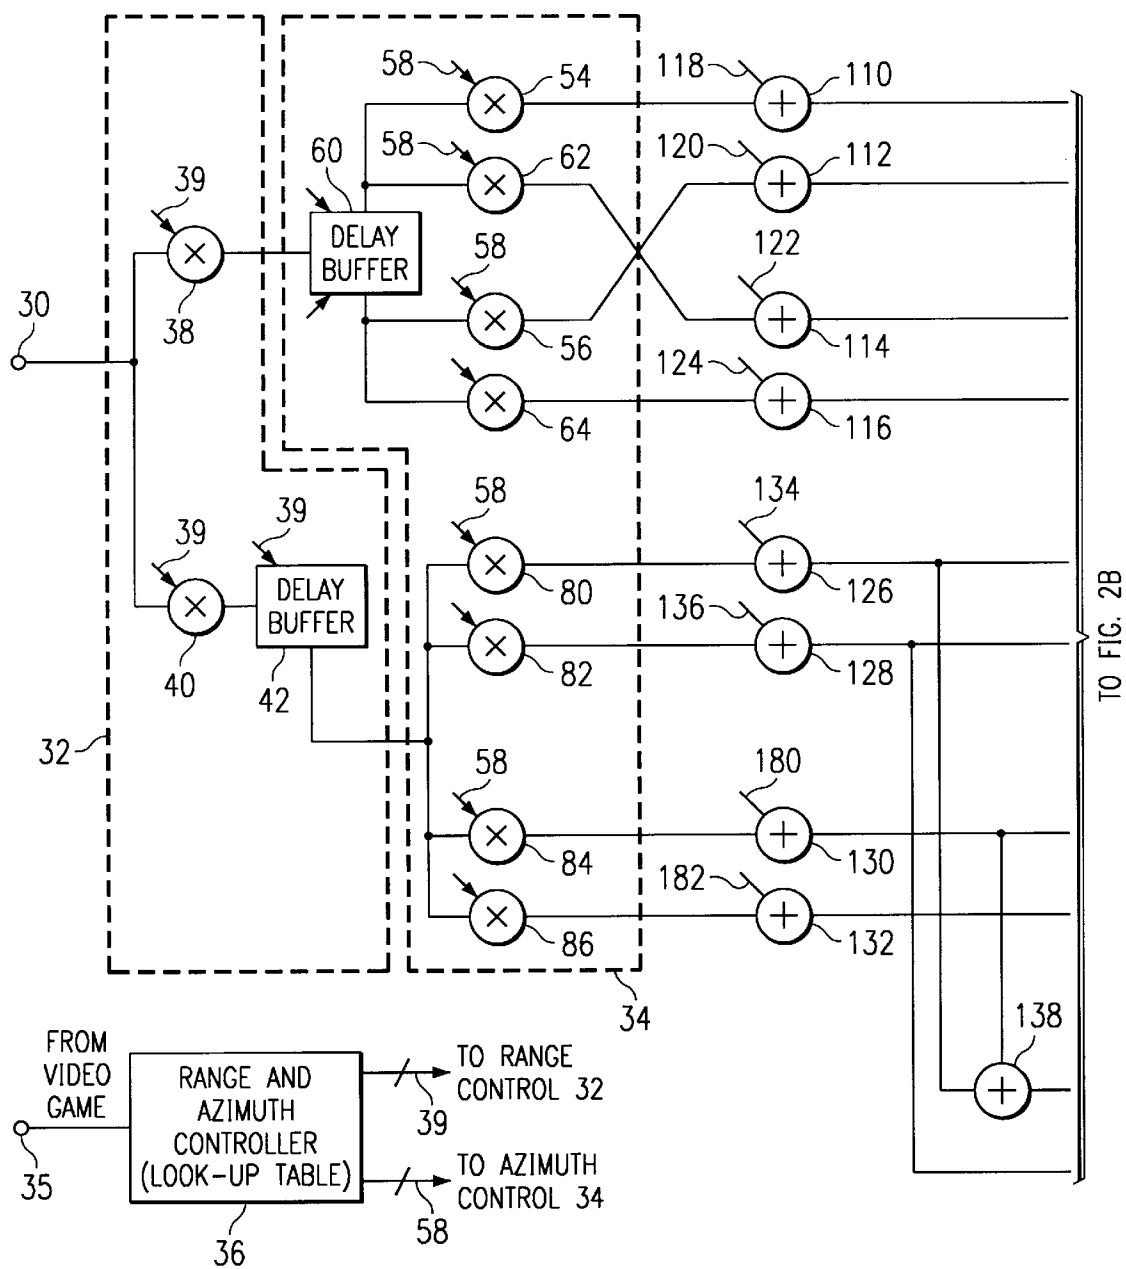 58
54
118
110
58
62
120
112
60
39
DELAY
BUFFER
58
122
38
30
56
114
124
64
116
58
134
39
39
80
126
DELAY
BUFFER
136
40
42
82
128
TO FIG. 2B
32
58
180
84
130
182
86
132
34
138
FROM
VIDEO
GAME
RANGE AND
AZIMUTH
CONTROLLER
(LOOK-UP TABLE)
TO RANGE
CONTROL 32
39
35
TO AZIMUTH
CONTROL 34
58
36